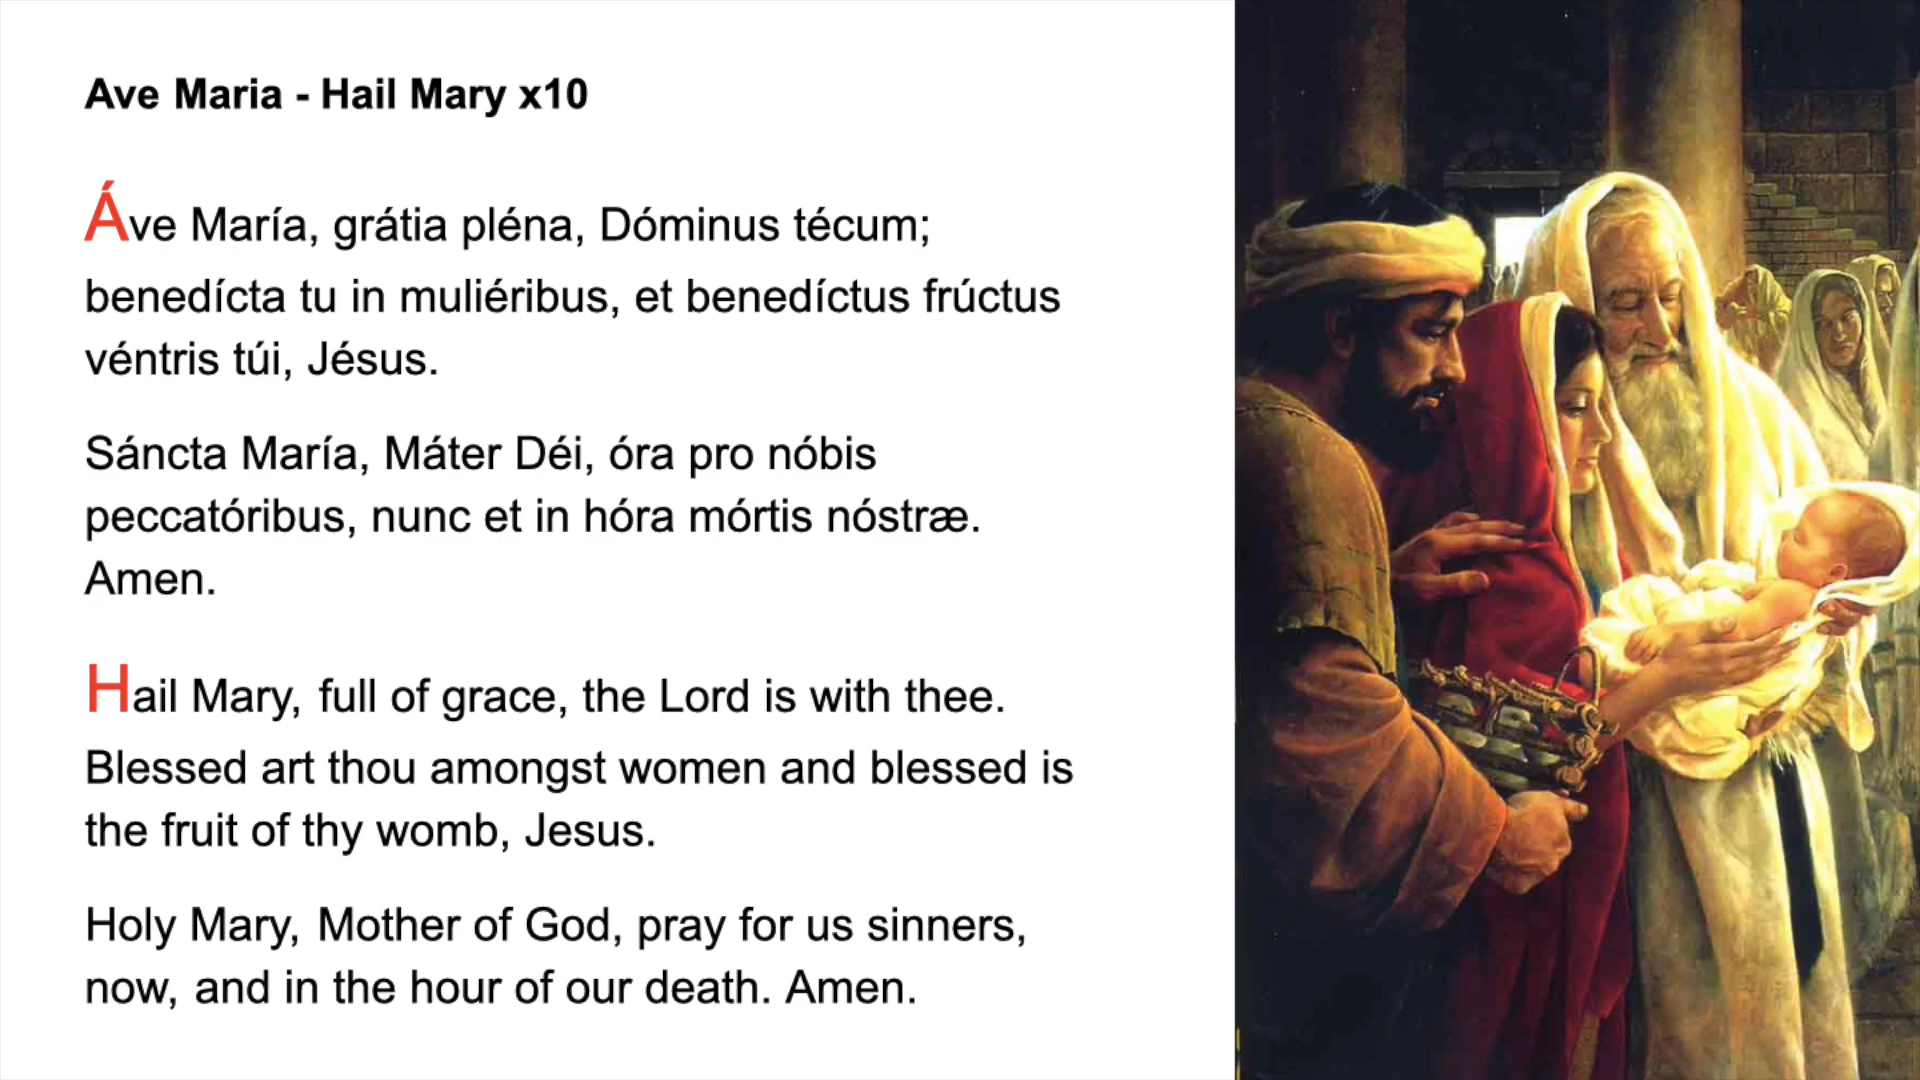 Ave Maria - Hail Mary x10
Áve María, grátia pléna, Dóminus técum;
benedícta tu in muliéribus, et benedíctus frúctus
véntris túi, Jésus.
Sáncta María, Máter Déi, óra pro nóbis
peccatóribus, nunc et in hóra mórtis nóstræ.
Amen.
Hail Mary, full of grace, the Lord is with thee.
Blessed art thou amongst women and blessed is
the fruit of thy womb, Jesus.
Holy Mary, Mother of God, pray for us sinners,
now, and in the hour of our death. Amen.